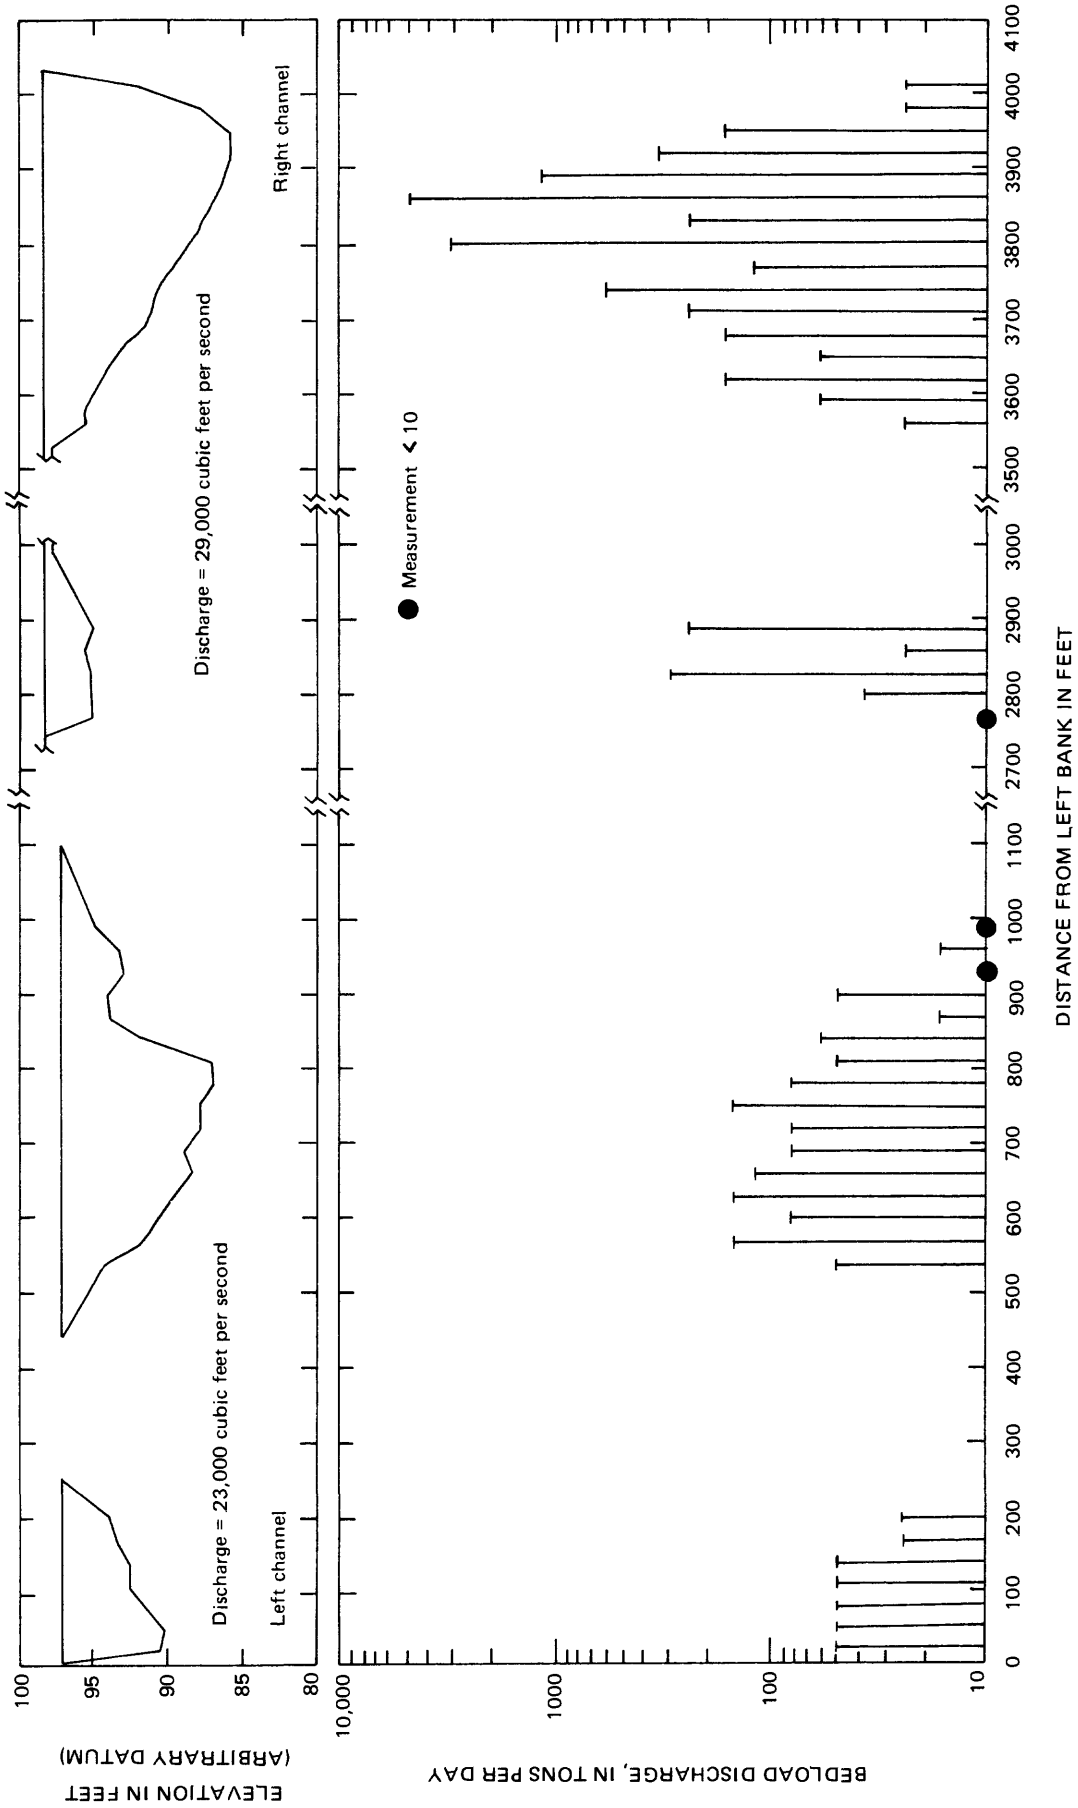 ELEVATION IN FEET
(ARBITRARY DATUM)
100
95
90
85
80
Left channel
Discharge = 23,000 cubic feet per second
Discharge = 29,000 cubic feet per second
Right channel
BEDLOAD DISCHARGE, IN TONS PER DAY
10,000
1000
100
10
Measurement < 10
0 100 200 300 400 500 600 700 800 900 1000 1100 2700 2800 2900 3000 3500 3600 3700 3800 3900 4000 4100
DISTANCE FROM LEFT BANK IN FEET